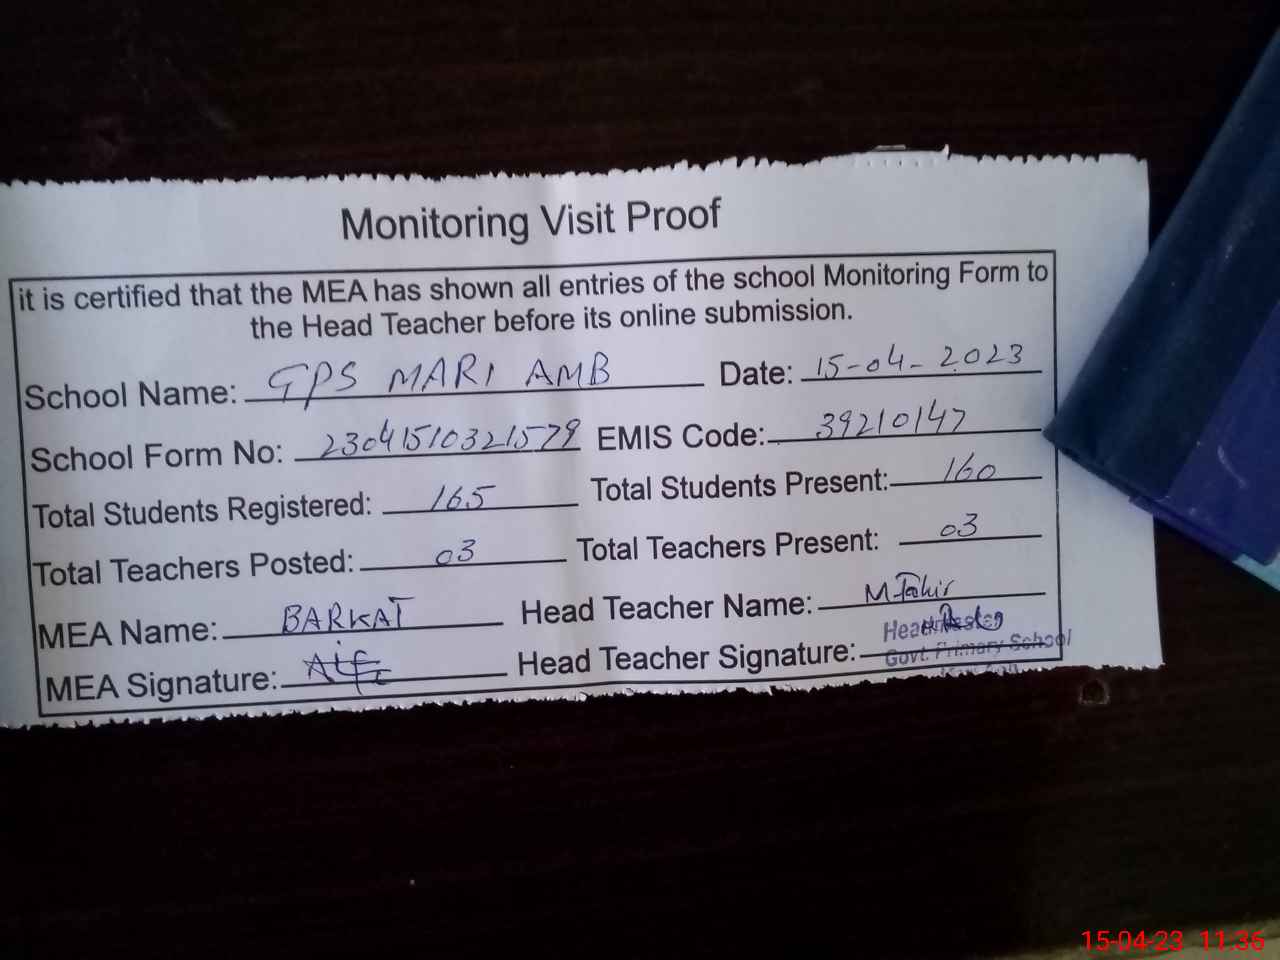 Monitoring Visit Proof
it is certified that the MEA has shown all entries of the school Monitoring Form to
the Head Teacher before its online submission.
School Name: GPS MARI AMB Date: 15-04-2023
School Form No: 23041510321579 EMIS Code: 39210147
Total Students Registered: 165 Total Students Present: 160
Total Teachers Posted: 03 Total Teachers Present: 03
MEA Name: BARKAT Head Teacher Name: M.Tahir
MEA Signature: Head Teacher Signature:
Head Master
Govt. Primary School
15-04-23 11:36